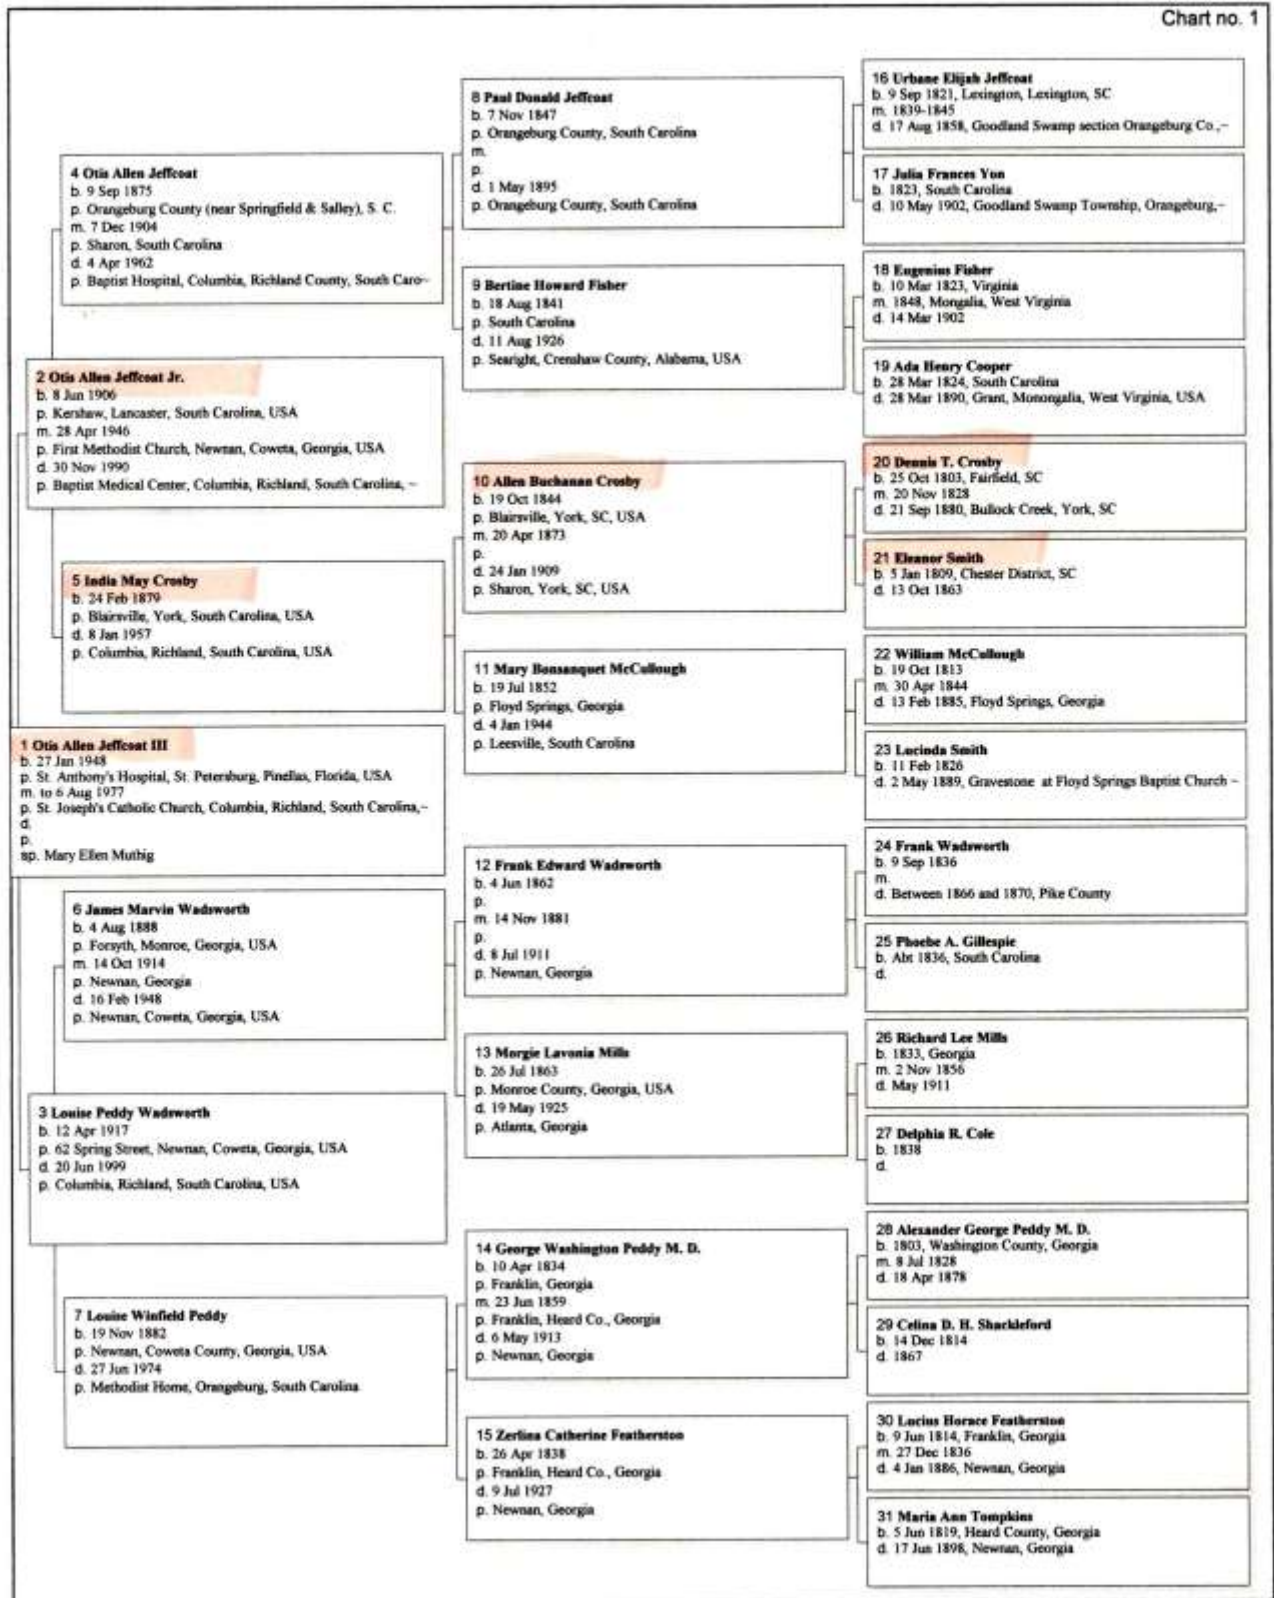 Chart no. 1
16 Urbane Elijah Jeffcoat
b. 9 Sep 1821, Lexington, Lexington, SC
m. 1839-1845
d. 17 Aug 1858, Goodland Swamp section Orangeburg Co.,~
8 Paul Donald Jeffcoat
b. 7 Nov 1847
p. Orangeburg County, South Carolina
m.
p.
d. 1 May 1895
p. Orangeburg County, South Carolina
17 Julia Frances Yon
b. 1823, South Carolina
d. 10 May 1902, Goodland Swamp Township, Orangeburg,~
4 Otis Allen Jeffcoat
b. 9 Sep 1875
p. Orangeburg County (near Springfield & Salley), S. C.
m. 7 Dec 1904
p. Sharon, South Carolina
d. 4 Apr 1962
p. Baptist Hospital, Columbia, Richland County, South Caro~
18 Eugenius Fisher
b. 10 Mar 1823, Virginia
m. 1848, Mongalia, West Virginia
d. 14 Mar 1902
9 Bertine Howard Fisher
b. 18 Aug 1841
p. South Carolina
d. 11 Aug 1926
p. Searight, Crenshaw County, Alabama, USA
19 Ada Henry Cooper
b. 28 Mar 1824, South Carolina
d. 28 Mar 1890, Grant, Monongalia, West Virginia, USA
2 Otis Allen Jeffcoat Jr.
b. 8 Jun 1906
p. Kershaw, Lancaster, South Carolina, USA
m. 28 Apr 1946
p. First Methodist Church, Newnan, Coweta, Georgia, USA
d. 30 Nov 1990
p. Baptist Medical Center, Columbia, Richland, South Carolina, ~
20 Dennis T. Crosby
b. 25 Oct 1803, Fairfield, SC
m. 20 Nov 1828
d. 21 Sep 1880, Bullock Creek, York, SC
10 Allen Buchanan Crosby
b. 19 Oct 1844
p. Blairsville, York, SC, USA
m. 20 Apr 1873
p.
d. 24 Jan 1909
p. Sharon, York, SC, USA
21 Eleanor Smith
b. 5 Jan 1809, Chester District, SC
d. 13 Oct 1863
5 India May Crosby
b. 24 Feb 1879
p. Blairsville, York, South Carolina, USA
d. 8 Jan 1957
p. Columbia, Richland, South Carolina, USA
22 William McCullough
b. 19 Oct 1813
m. 30 Apr 1844
d. 13 Feb 1885, Floyd Springs, Georgia
11 Mary Bonsanquet McCullough
b. 19 Jul 1852
p. Floyd Springs, Georgia
d. 4 Jan 1944
p. Leesville, South Carolina
23 Lucinda Smith
b. 11 Feb 1826
d. 2 May 1889, Gravestone at Floyd Springs Baptist Church ~
1 Otis Allen Jeffcoat III
b. 27 Jan 1948
p. St. Anthony's Hospital, St. Petersburg, Pinellas, Florida, USA
m. to 6 Aug 1977
p. St. Joseph's Catholic Church, Columbia, Richland, South Carolina,~
d.
p.
sp. Mary Ellen Muthig
24 Frank Wadsworth
b. 9 Sep 1836
m.
d. Between 1866 and 1870, Pike County
12 Frank Edward Wadsworth
b. 4 Jun 1862
p.
m. 14 Nov 1881
p.
d. 8 Jul 1911
p. Newnan, Georgia
25 Phoebe A. Gillespie
b. Abt 1836, South Carolina
d.
6 James Marvin Wadsworth
b. 4 Aug 1888
p. Forsyth, Monroe, Georgia, USA
m. 14 Oct 1914
p. Newnan, Georgia
d. 16 Feb 1948
p. Newnan, Coweta, Georgia, USA
26 Richard Lee Mills
b. 1833, Georgia
m. 2 Nov 1856
d. May 1911
13 Morgie Lavonia Mills
b. 26 Jul 1863
p. Monroe County, Georgia, USA
d. 19 May 1925
p. Atlanta, Georgia
27 Delphia R. Cole
b. 1838
d.
3 Louise Peddy Wadsworth
b. 12 Apr 1917
p. 62 Spring Street, Newnan, Coweta, Georgia, USA
d. 20 Jun 1999
p. Columbia, Richland, South Carolina, USA
28 Alexander George Peddy M. D.
b. 1803, Washington County, Georgia
m. 8 Jul 1828
d. 18 Apr 1878
14 George Washington Peddy M. D.
b. 10 Apr 1834
p. Franklin, Georgia
m. 23 Jun 1859
p. Franklin, Heard Co., Georgia
d. 6 May 1913
p. Newnan, Georgia
29 Celina D. H. Shackleford
b. 14 Dec 1814
d. 1867
7 Louise Winfield Peddy
b. 19 Nov 1882
p. Newnan, Coweta County, Georgia, USA
d. 27 Jun 1974
p. Methodist Home, Orangeburg, South Carolina
30 Lucius Horace Featherston
b. 9 Jun 1814, Franklin, Georgia
m. 27 Dec 1836
d. 4 Jan 1886, Newnan, Georgia
15 Zerlina Catherine Featherston
b. 26 Apr 1838
p. Franklin, Heard Co., Georgia
d. 9 Jul 1927
p. Newnan, Georgia
31 Maria Ann Tompkins
b. 5 Jun 1819, Heard County, Georgia
d. 17 Jun 1898, Newnan, Georgia